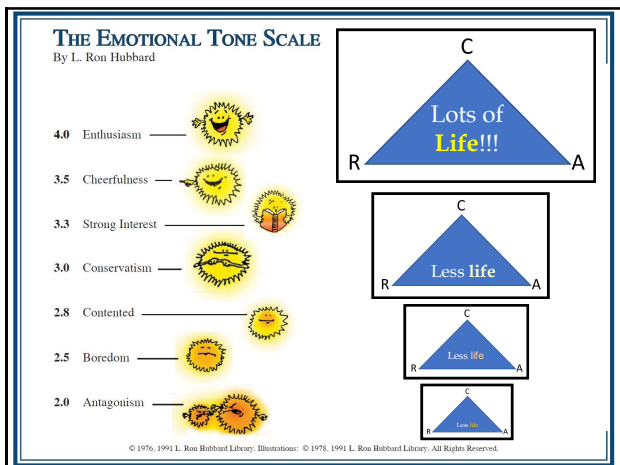 THE EMOTIONAL TONE SCALE
By L. Ron Hubbard
4.0 Enthusiasm
3.5 Cheerfulness
3.3 Strong Interest
3.0 Conservatism
2.8 Contented
2.5 Boredom
2.0 Antagonism
C
Lots of
Life!!!
R A
C
Less life
R A
C
Less life
R A
C
Less life
R A
© 1976, 1991 L. Ron Hubbard Library. Illustrations: © 1978, 1991 L. Ron Hubbard Library. All Rights Reserved.